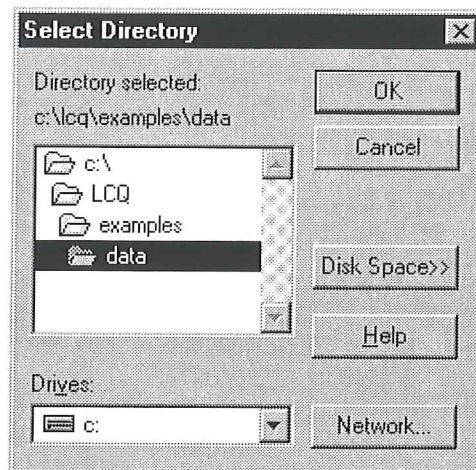 Select Directory
Directory selected:
c:\lcq\examples\data
OK
Cancel
c:\
LCQ
examples
data
Disk Space>>
Help
Drives:
c:
Network...